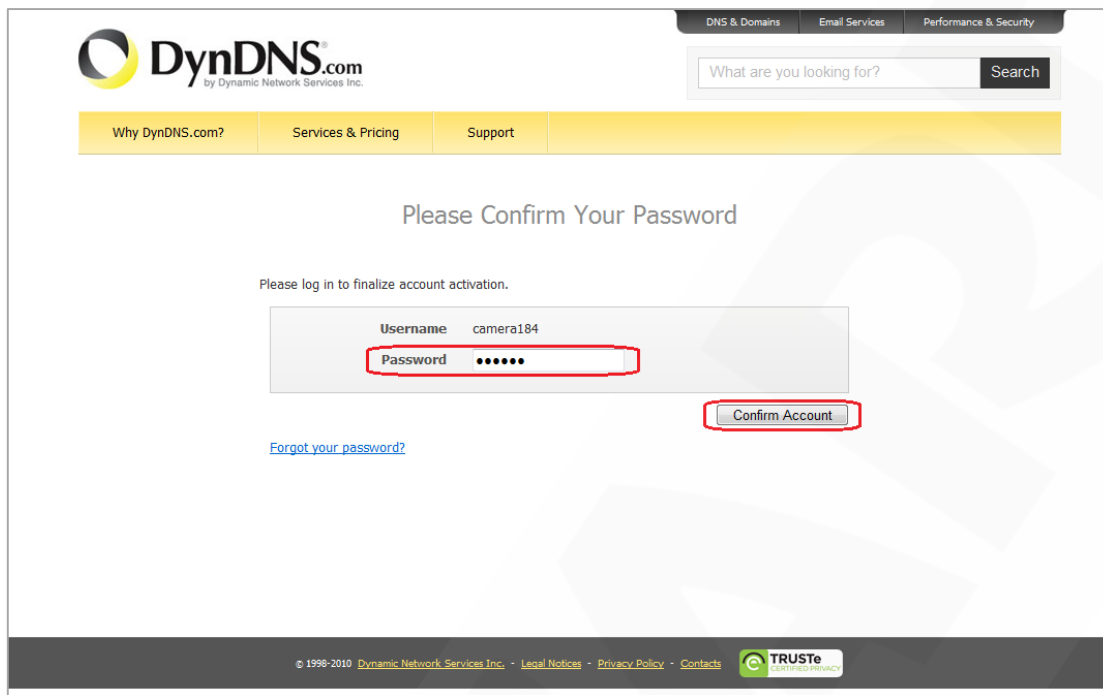 DNS & Domains Email Services Performance & Security
DynDNS.com
by Dynamic Network Services Inc.
What are you looking for? Search
Why DynDNS.com? Services & Pricing Support
Please Confirm Your Password
Please log in to finalize account activation.
Username camera184
Password ••••••
Confirm Account
Forgot your password?
© 1998-2010 Dynamic Network Services Inc. - Legal Notices - Privacy Policy - Contacts
TRUSTe
CERTIFIED PRIVACY